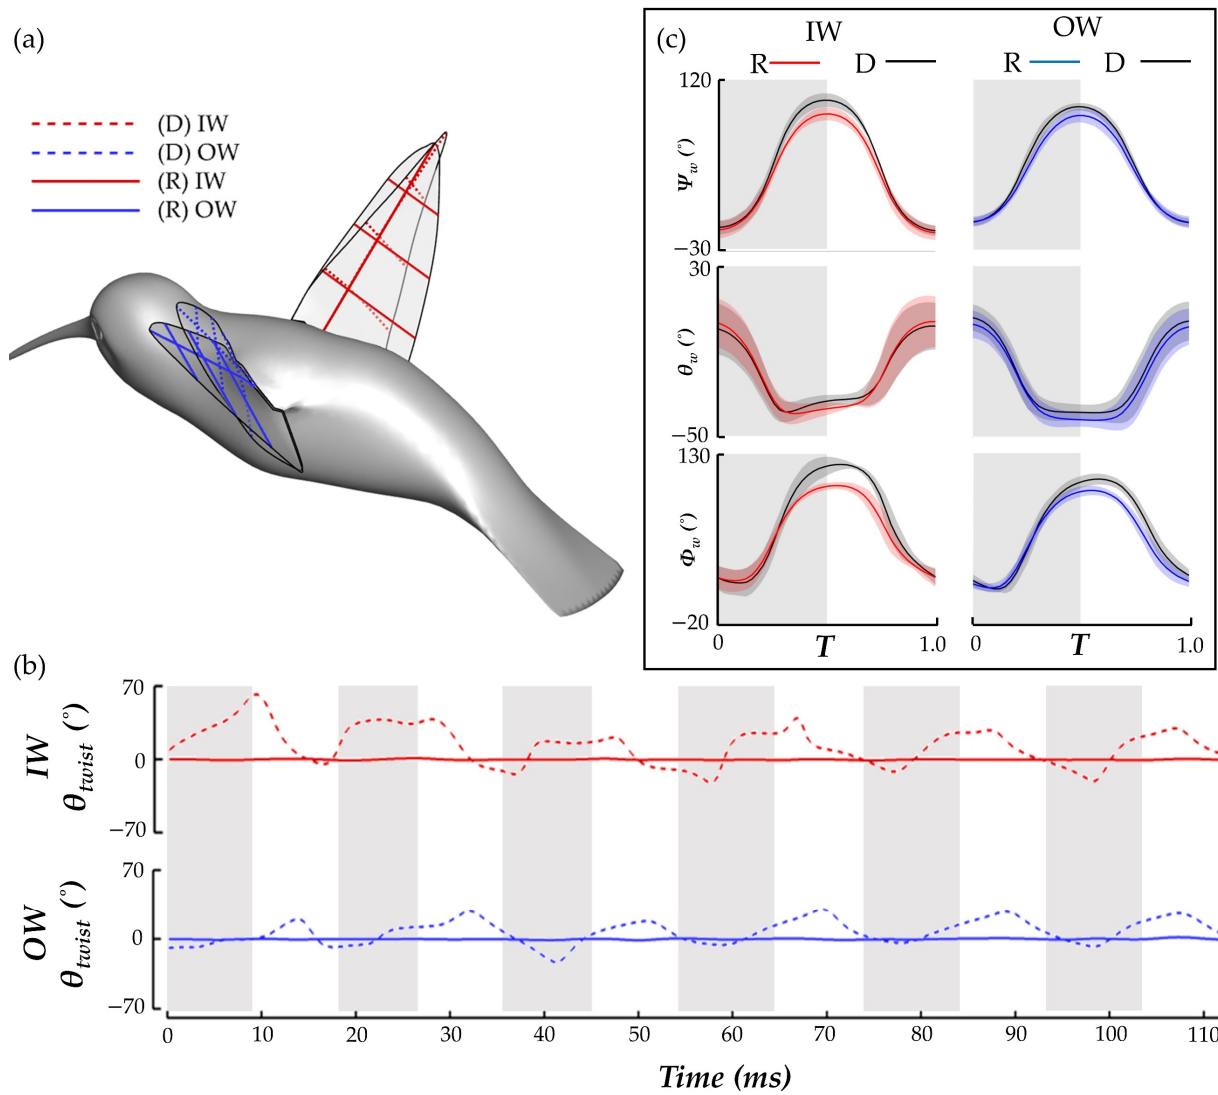 (a)
(D) IW
(D) OW
(R) IW
(R) OW
(c)
IW
OW
R
D
R
D
120
Ψw (°)
−30
30
θw (°)
−50
130
Φw (°)
−20
0
T
1.0
0
T
1.0
(b)
70
0
−70
IW
θtwist (°)
70
0
−70
OW
θtwist (°)
0
10
20
30
40
50
60
70
80
90
100
110
Time (ms)